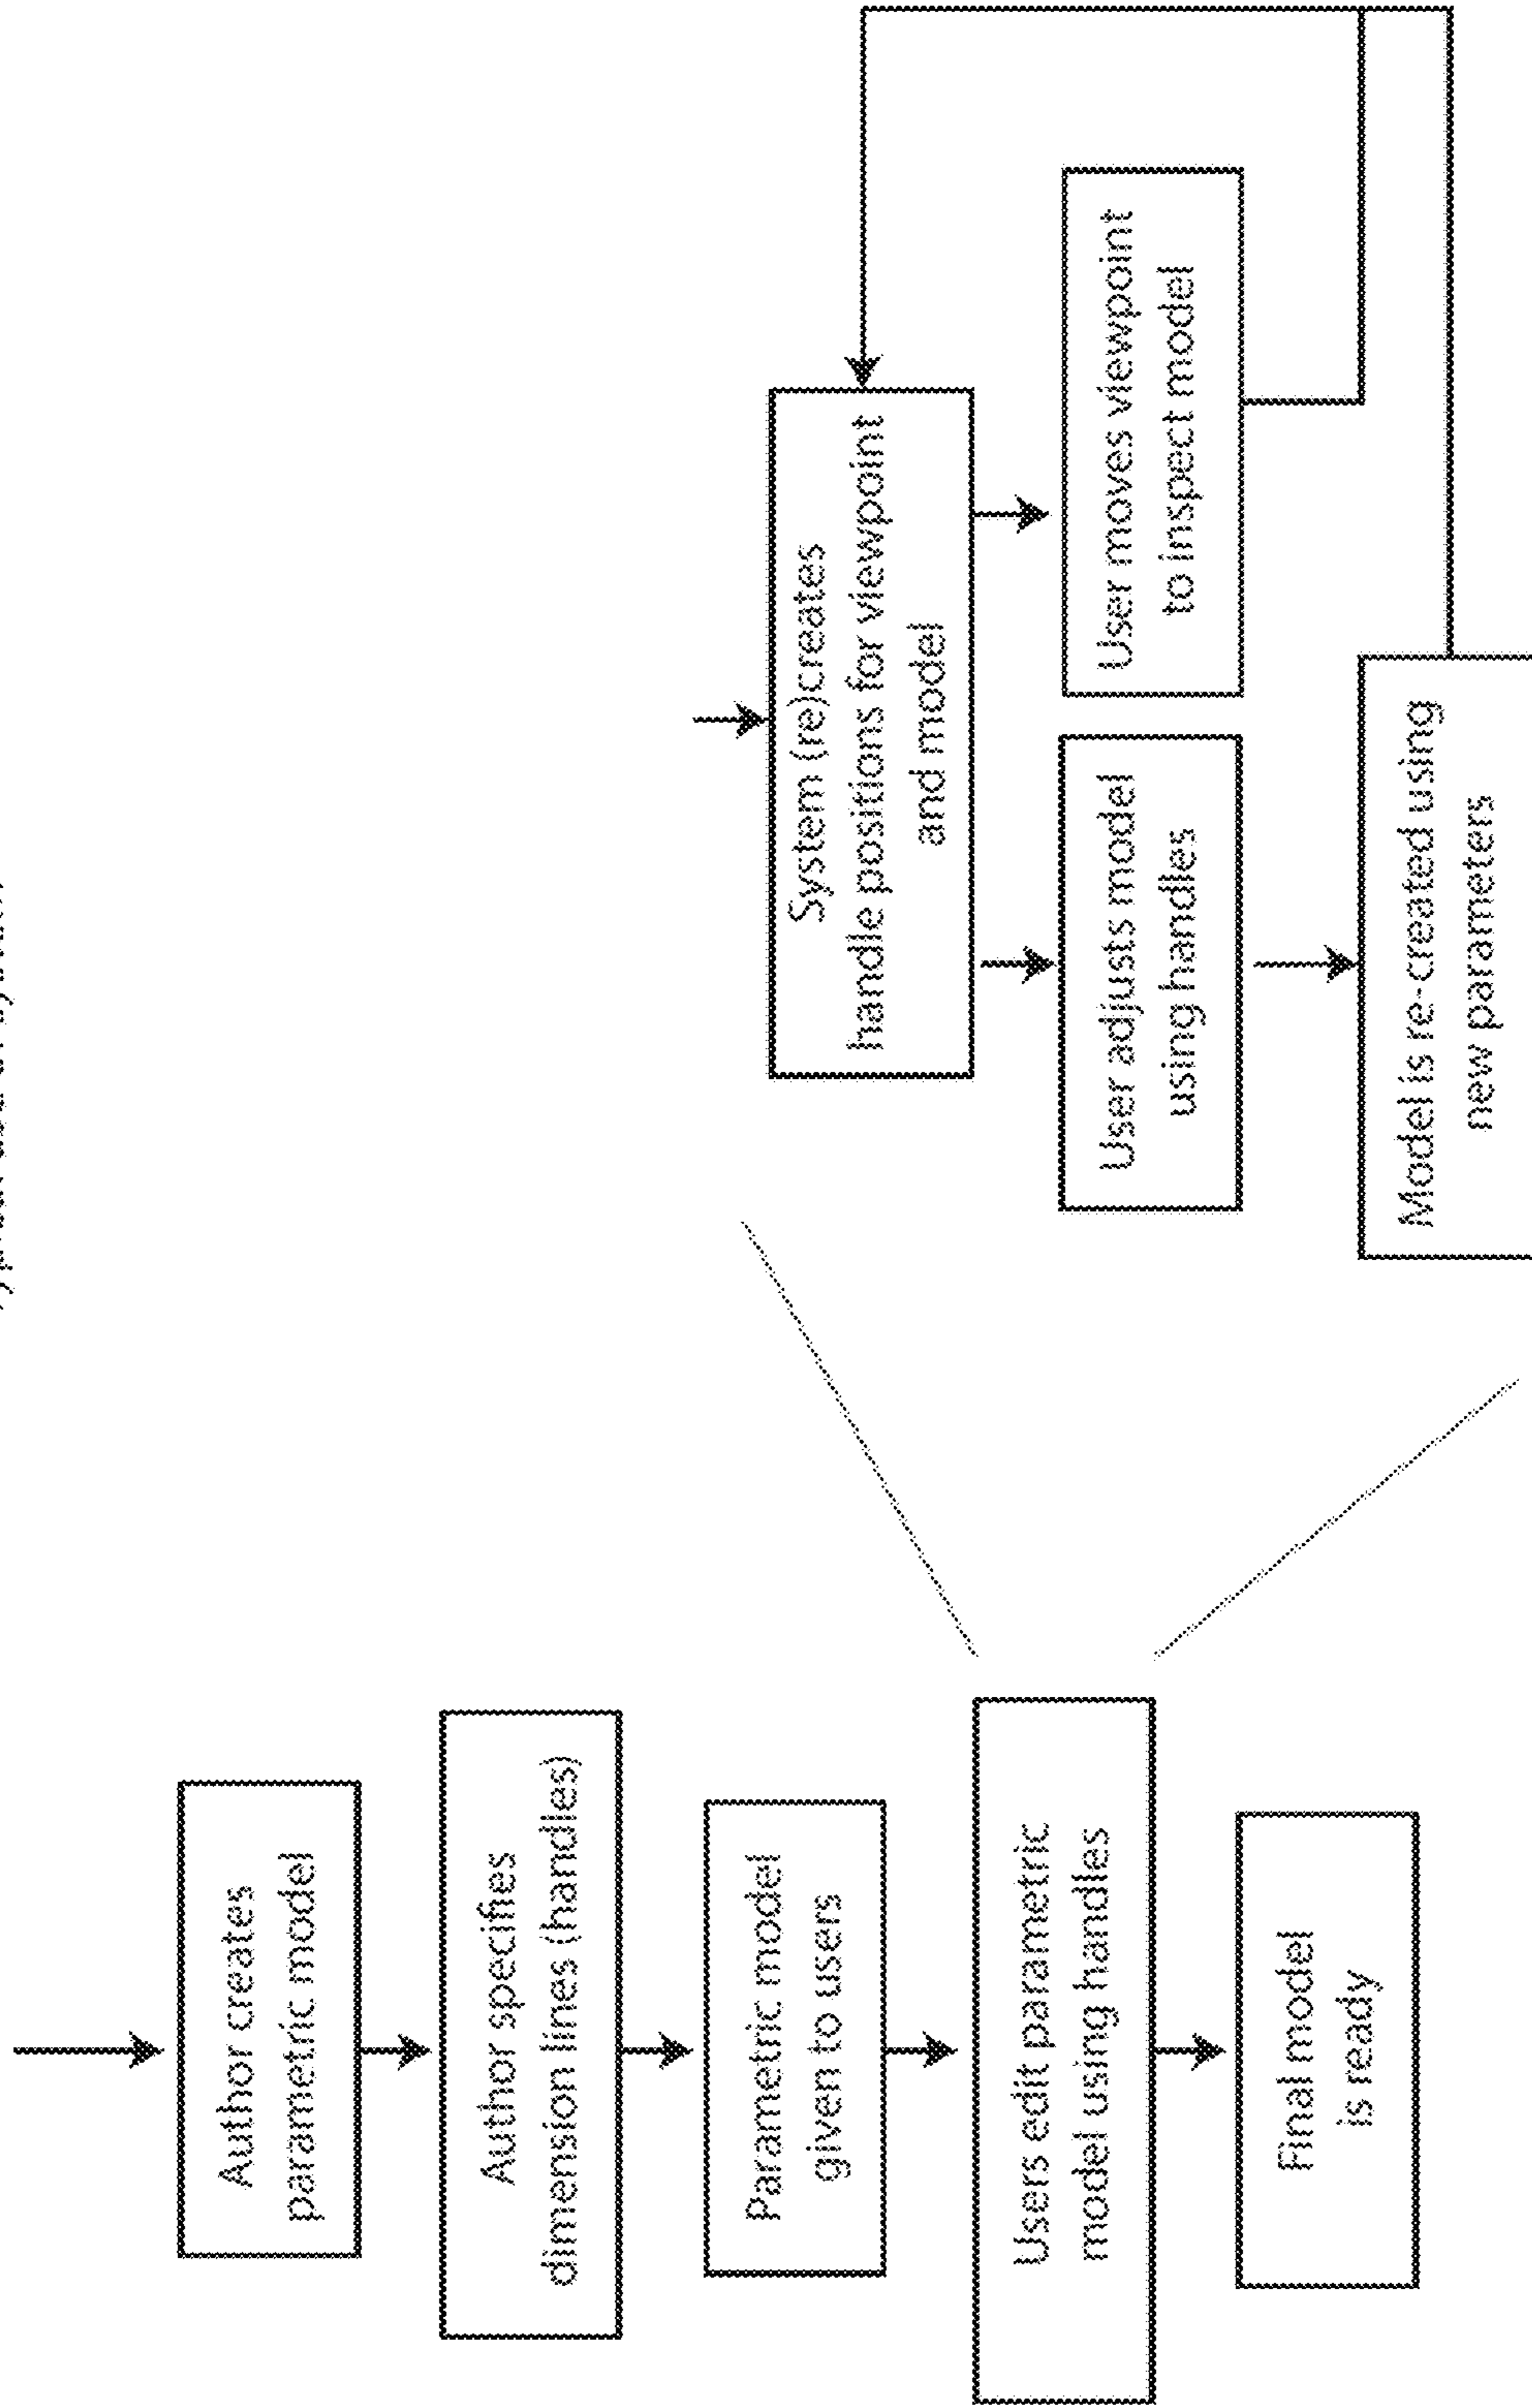 Author creates
parametric model
Author specifies
dimension lines (handles)
Parametric model
given to users
Users edit parametric
model using handles
Final model
is ready
System (re)creates
handle positions for viewpoint
and model
User adjusts model
using handles
User moves viewpoint
to inspect model
Model is re-created using
new parameters